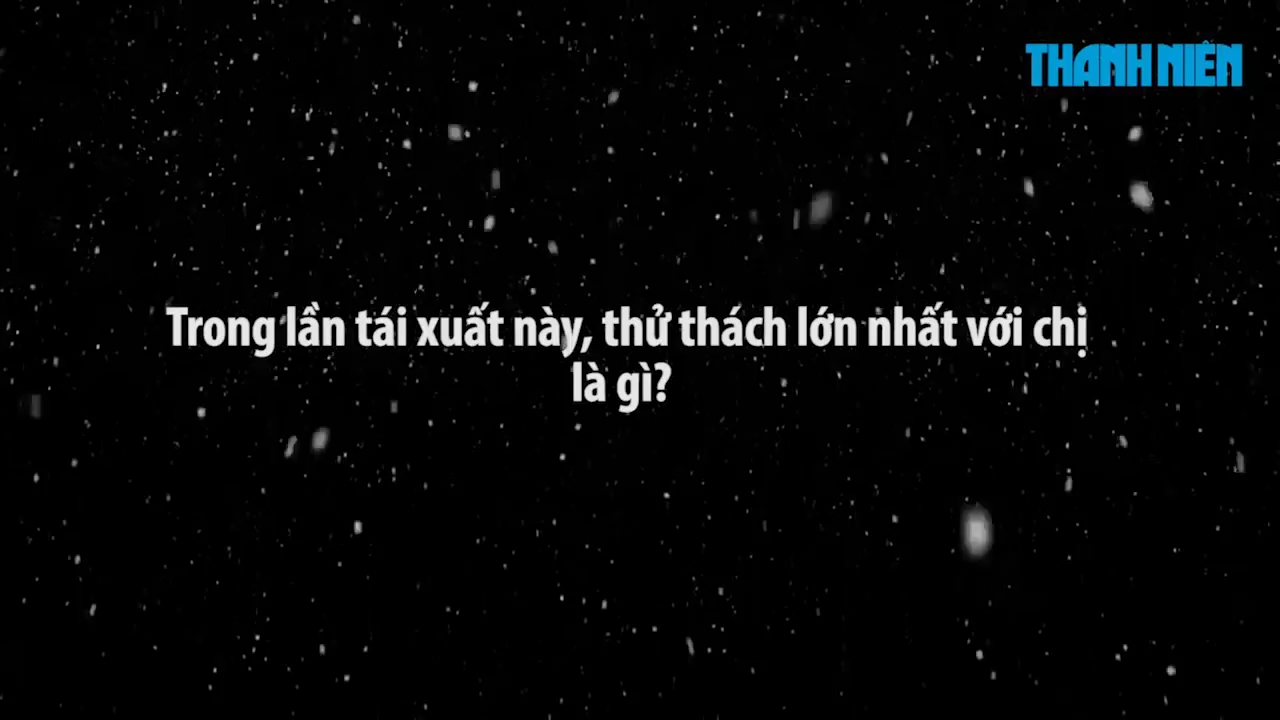 THANH NIÊN
Trong lần tái xuất này, thử thách lớn nhất với chị
là gì?